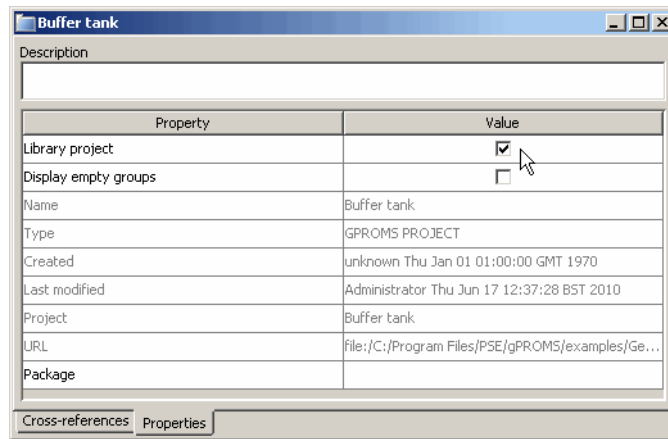 Buffer tank
Description
Property Value
Library project
Display empty groups
Name Buffer tank
Type GPROMS PROJECT
Created unknown Thu Jan 01 01:00:00 GMT 1970
Last modified Administrator Thu Jun 17 12:37:28 BST 2010
Project Buffer tank
URL file:/C:/Program Files/PSE/gPROMS/examples/Ge...
Package
Cross-references Properties